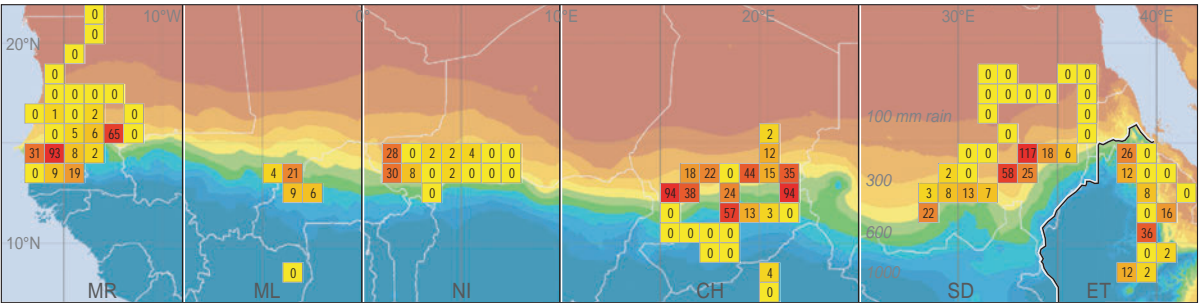 10°W 0° 10°E 20°E 30°E 40°E
0
0
20°N 0
0 0 0 0 0
0 0 0 0 0 0 0
0 1 0 2 0 0 0
100 mm rain
0 5 6 65 0 2 0 0
31 93 8 2 28 0 2 2 4 0 0 12 0 0 117 18 6 26 0
0 9 19 4 21 30 8 0 2 0 0 0 18 22 0 44 15 35 2 0 58 25 12 0 0
300
9 6 0 94 38 24 94 3 8 13 7 8 0
0 57 13 3 0 22 0 16
600
0 0 0 0 36
10°N 0 0 0 2
0 4 12 2
1000
0
MR ML NI CH SD ET